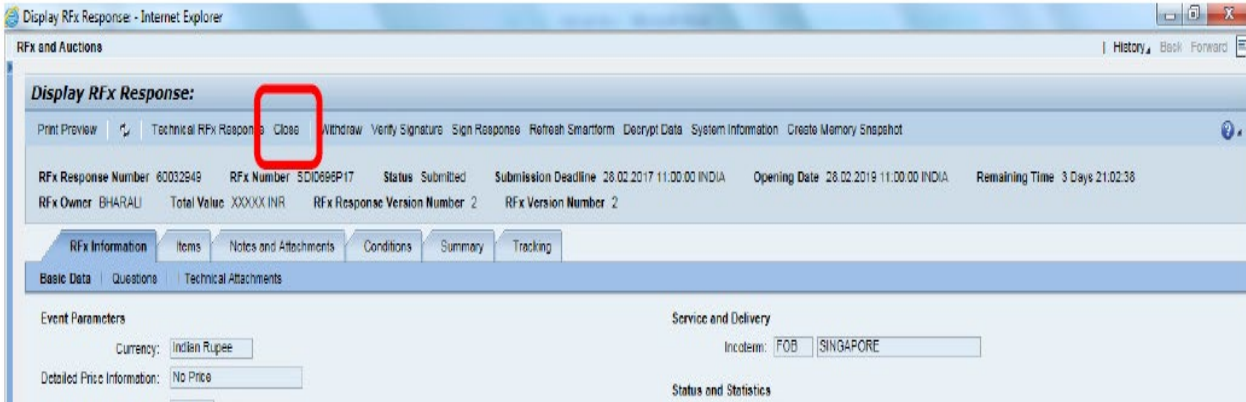 Display RFx Response: - Internet Explorer
RFx and Auctions
History Back Forward
Display RFx Response:
Print Preview Technical RFx Response Close Withdraw Verify Signature Sign Response Refresh Smartform Decrypt Data System Information Create Memory Snapshot
RFx Response Number 60032949 RFx Number SDI0696P17 Status Submitted Submission Deadline 28.02.2017 11:00:00 INDIA Opening Date 28.02.2019 11:00:00 INDIA Remaining Time 3 Days 21:02:38
RFx Owner BHARALI Total Value XXXXX INR RFx Response Version Number 2 RFx Version Number 2
RFx Information Items Notes and Attachments Conditions Summary Tracking
Basic Data Questions Technical Attachments
Event Parameters Service and Delivery
Currency: Indian Rupee Incoterm: FOB SINGAPORE
Detailed Price Information: No Price
Status and Statistics